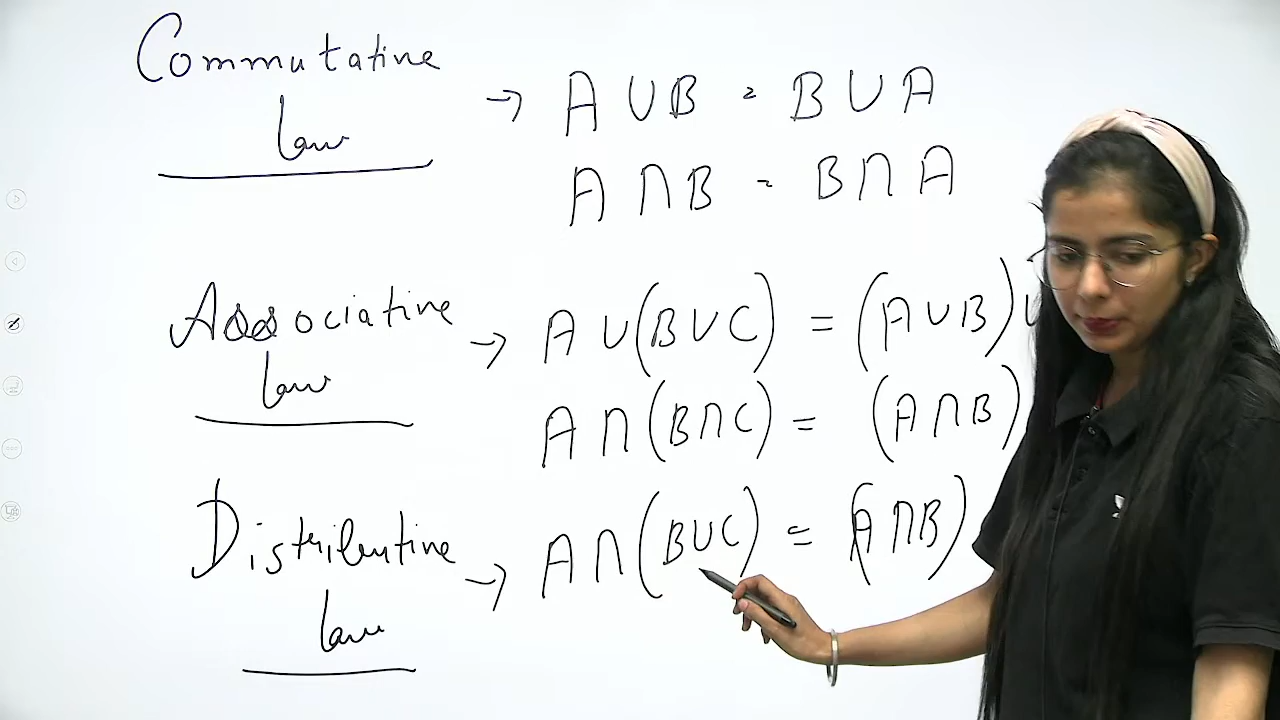 Commutative
law
→ A ∪ B = B ∪ A
A ∩ B = B ∩ A
Associative
law
→ A ∪ (B ∪ C) = (A ∪ B) ∪
A ∩ (B ∩ C) = (A ∩ B)
Distributive
law
→ A ∩ (B ∪ C) = (A ∩ B)